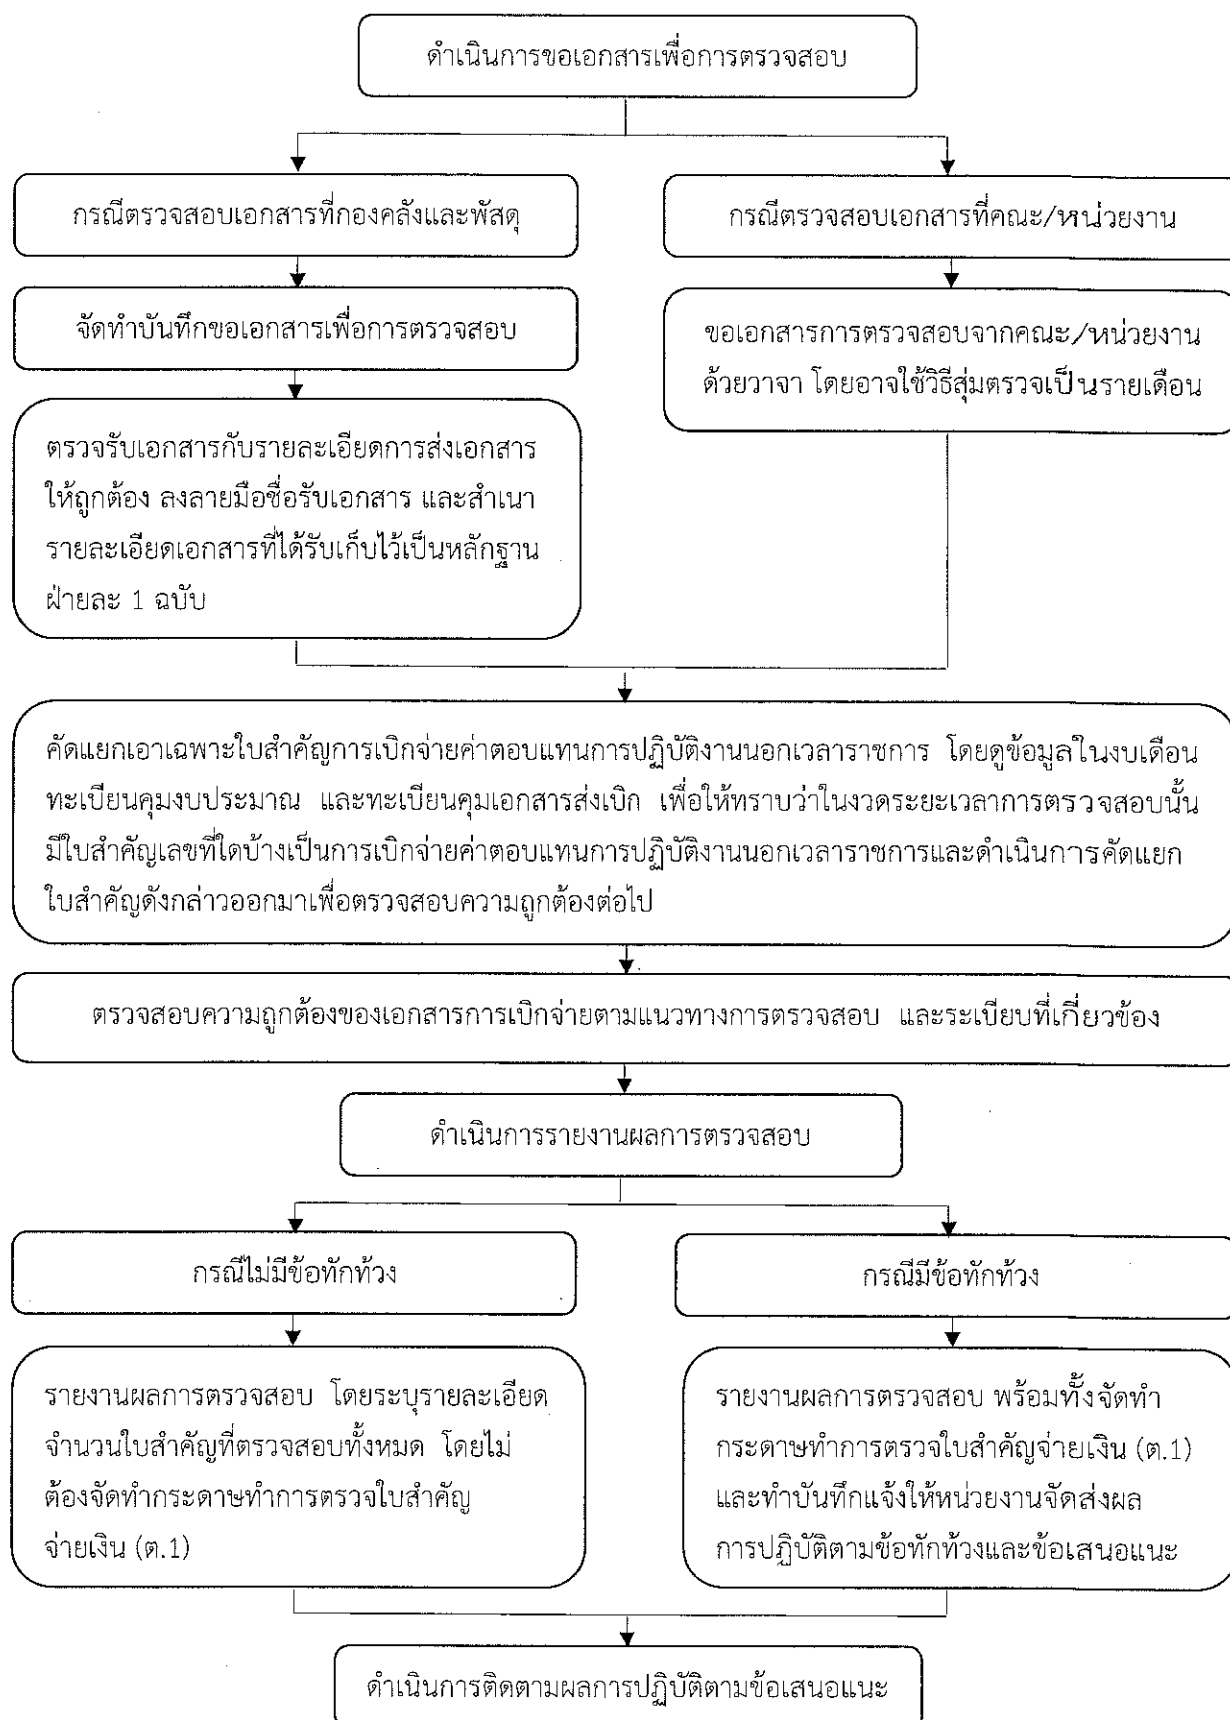 ดำเนินการขอเอกสารเพื่อการตรวจสอบ
กรณีตรวจสอบเอกสารที่กองคลังและพัสดุ
กรณีตรวจสอบเอกสารที่คณะ/หน่วยงาน
จัดทำบันทึกขอเอกสารเพื่อการตรวจสอบ
ขอเอกสารการตรวจสอบจากคณะ/หน่วยงาน
ด้วยวาจา โดยอาจใช้วิธีสุ่มตรวจเป็นรายเดือน
ตรวจรับเอกสารกับรายละเอียดการส่งเอกสาร
ให้ถูกต้อง ลงลายมือชื่อรับเอกสาร และสำเนา
รายละเอียดเอกสารที่ได้รับเก็บไว้เป็นหลักฐาน
ฝ่ายละ 1 ฉบับ
คัดแยกเอาเฉพาะใบสำคัญการเบิกจ่ายค่าตอบแทนการปฏิบัติงานนอกเวลาราชการ โดยดูข้อมูลในงบเดือน
ทะเบียนคุมงบประมาณ และทะเบียนคุมเอกสารส่งเบิก เพื่อให้ทราบว่าในงวดระยะเวลาการตรวจสอบนั้น
มีใบสำคัญเลขที่ใดบ้างเป็นการเบิกจ่ายค่าตอบแทนการปฏิบัติงานนอกเวลาราชการและดำเนินการคัดแยก
ใบสำคัญดังกล่าวออกมาเพื่อตรวจสอบความถูกต้องต่อไป
ตรวจสอบความถูกต้องของเอกสารการเบิกจ่ายตามแนวทางการตรวจสอบ และระเบียบที่เกี่ยวข้อง
ดำเนินการรายงานผลการตรวจสอบ
กรณีไม่มีข้อทักท้วง
กรณีมีข้อทักท้วง
รายงานผลการตรวจสอบ โดยระบุรายละเอียด
จำนวนใบสำคัญที่ตรวจสอบทั้งหมด โดยไม่
ต้องจัดทำกระดาษทำการตรวจใบสำคัญ
จ่ายเงิน (ต.1)
รายงานผลการตรวจสอบ พร้อมทั้งจัดทำ
กระดาษทำการตรวจใบสำคัญจ่ายเงิน (ต.1)
และทำบันทึกแจ้งให้หน่วยงานจัดส่งผล
การปฏิบัติตามข้อทักท้วงและข้อเสนอแนะ
ดำเนินการติดตามผลการปฏิบัติตามข้อเสนอแนะ